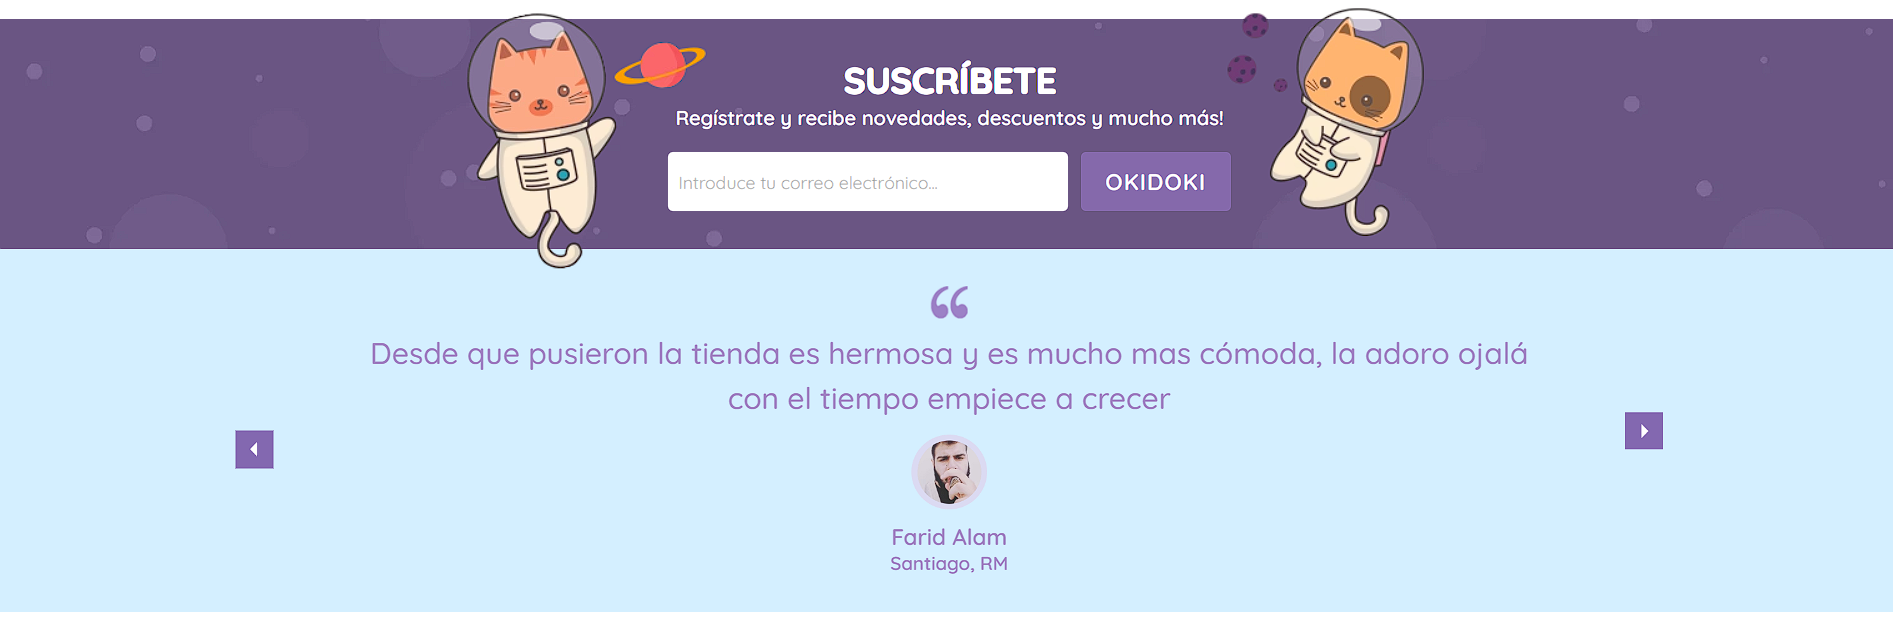 SUSCRÍBETE
Regístrate y recibe novedades, descuentos y mucho más!
Introduce tu correo electrónico...
OKIDOKI
“
Desde que pusieron la tienda es hermosa y es mucho mas cómoda, la adoro ojalá
con el tiempo empiece a crecer
Farid Alam
Santiago, RM